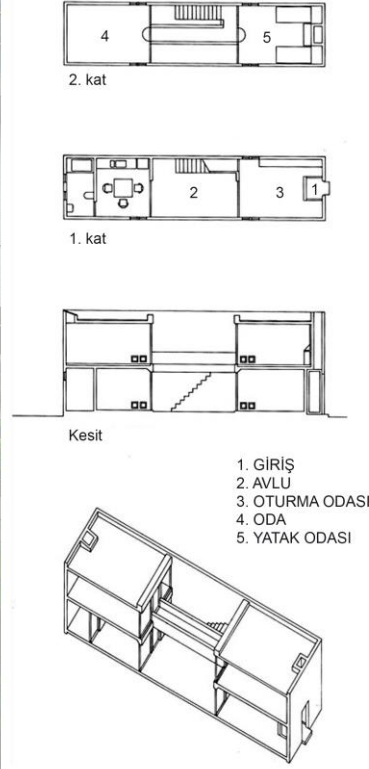 4
5
2. kat
2
3
1
1. kat
Kesit
1. GİRİŞ
2. AVLU
3. OTURMA ODASI
4. ODA
5. YATAK ODASI